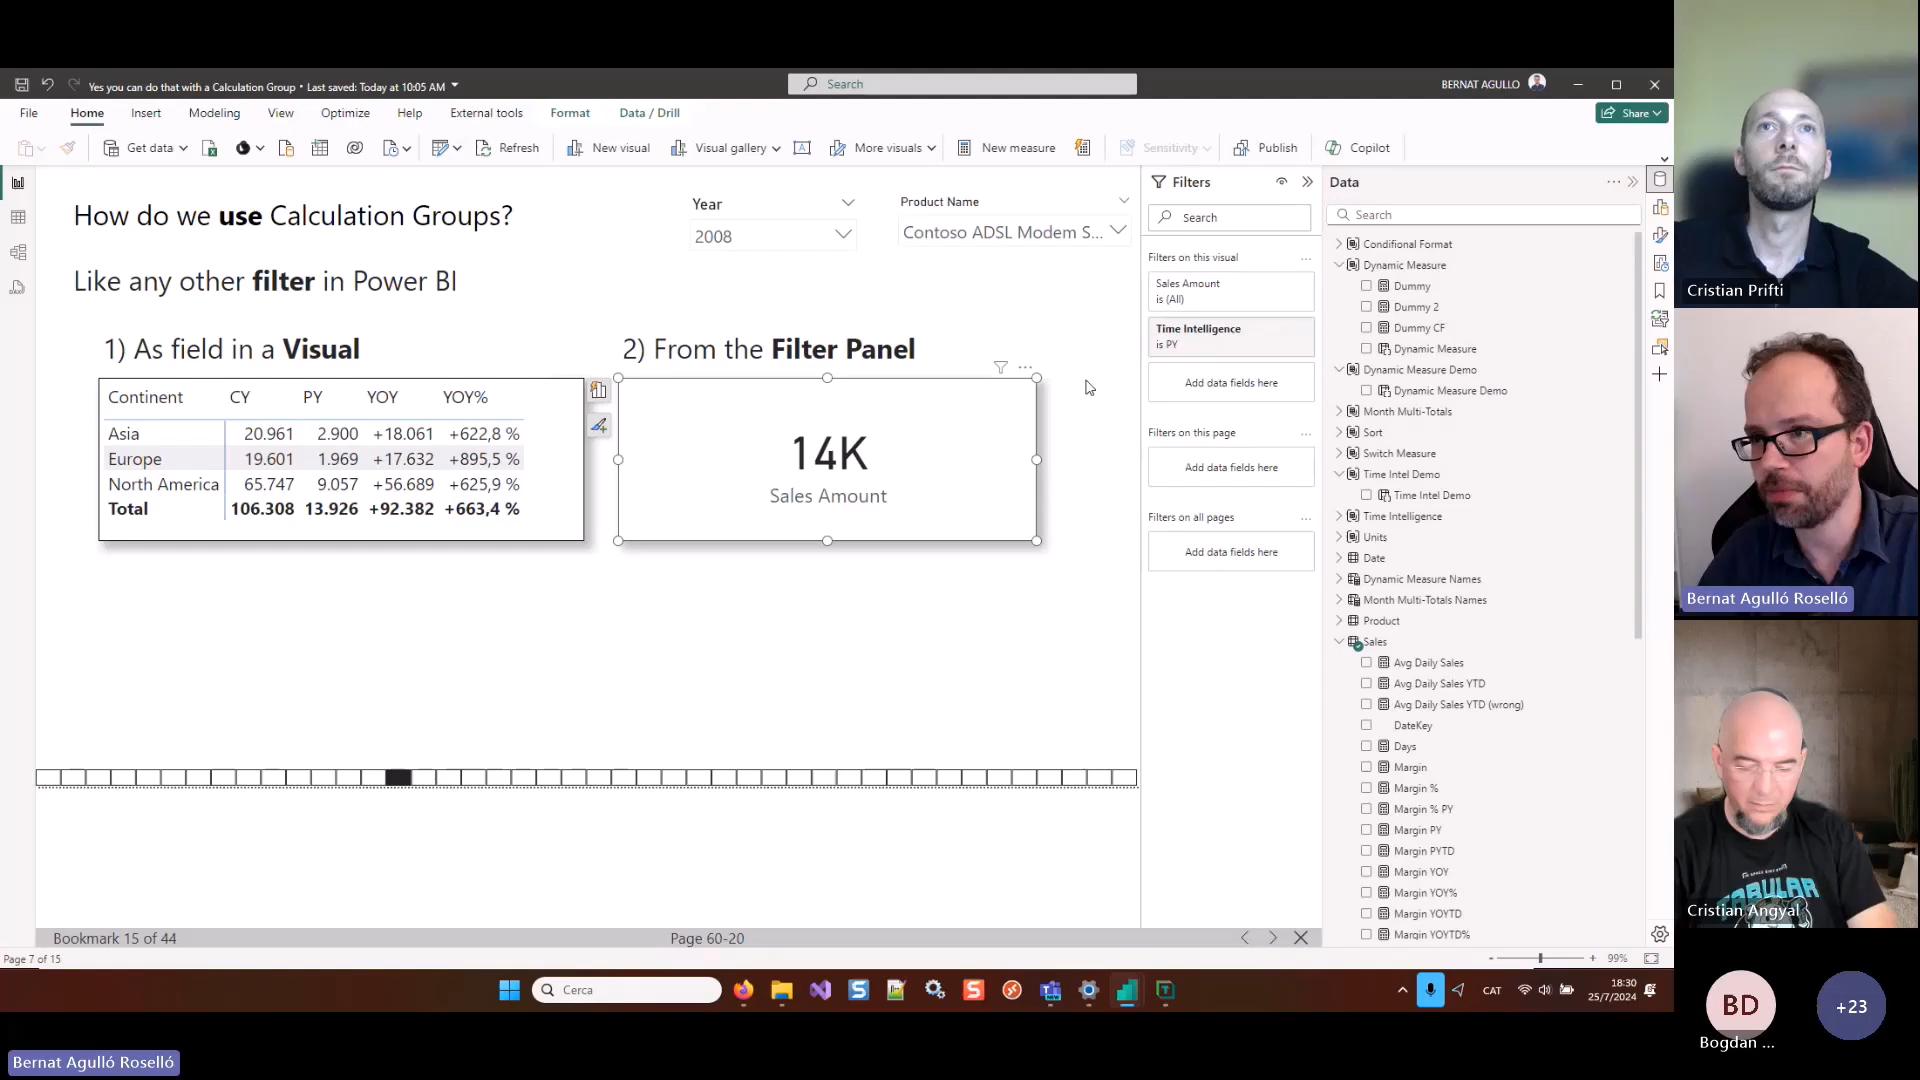 Yes you can do that with a Calculation Group • Last saved: Today at 10:05 AM
Search
BERNAT AGULLO
File
Home
Insert
Modeling
View
Optimize
Help
External tools
Format
Data / Drill
Share
Get data
Refresh
New visual
Visual gallery
More visuals
New measure
Sensitivity
Publish
Copilot
How do we use Calculation Groups?
Like any other filter in Power BI
Year
2008
Product Name
Contoso ADSL Modem S...
1) As field in a Visual
Continent CY PY YOY YOY%
Asia 20.961 2.900 +18.061 +622,8 %
Europe 19.601 1.969 +17.632 +895,5 %
North America 65.747 9.057 +56.689 +625,9 %
Total 106.308 13.926 +92.382 +663,4 %
2) From the Filter Panel
14K
Sales Amount
Bookmark 15 of 44
Page 60-20
Page 7 of 15
99%
Filters
Search
Filters on this visual
Sales Amount
is (All)
Time Intelligence
is PY
Add data fields here
Filters on this page
Add data fields here
Filters on all pages
Add data fields here
Data
Search
Conditional Format
Dynamic Measure
Dummy
Dummy 2
Dummy CF
Dynamic Measure
Dynamic Measure Demo
Dynamic Measure Demo
Month Multi-Totals
Sort
Switch Measure
Time Intel Demo
Time Intel Demo
Time Intelligence
Units
Date
Dynamic Measure Names
Month Multi-Totals Names
Product
Sales
Avg Daily Sales
Avg Daily Sales YTD
Avg Daily Sales YTD (wrong)
DateKey
Days
Margin
Margin %
Margin % PY
Margin PY
Margin PYTD
Margin YOY
Margin YOY%
Margin YOYTD
Margin YOYTD%
Cerca
CAT
18:30
25/7/2024
Cristian Prifti
Bernat Agulló Roselló
TABULAR
Cristian Angyal
BD
Bogdan ...
+23
Bernat Agulló Roselló